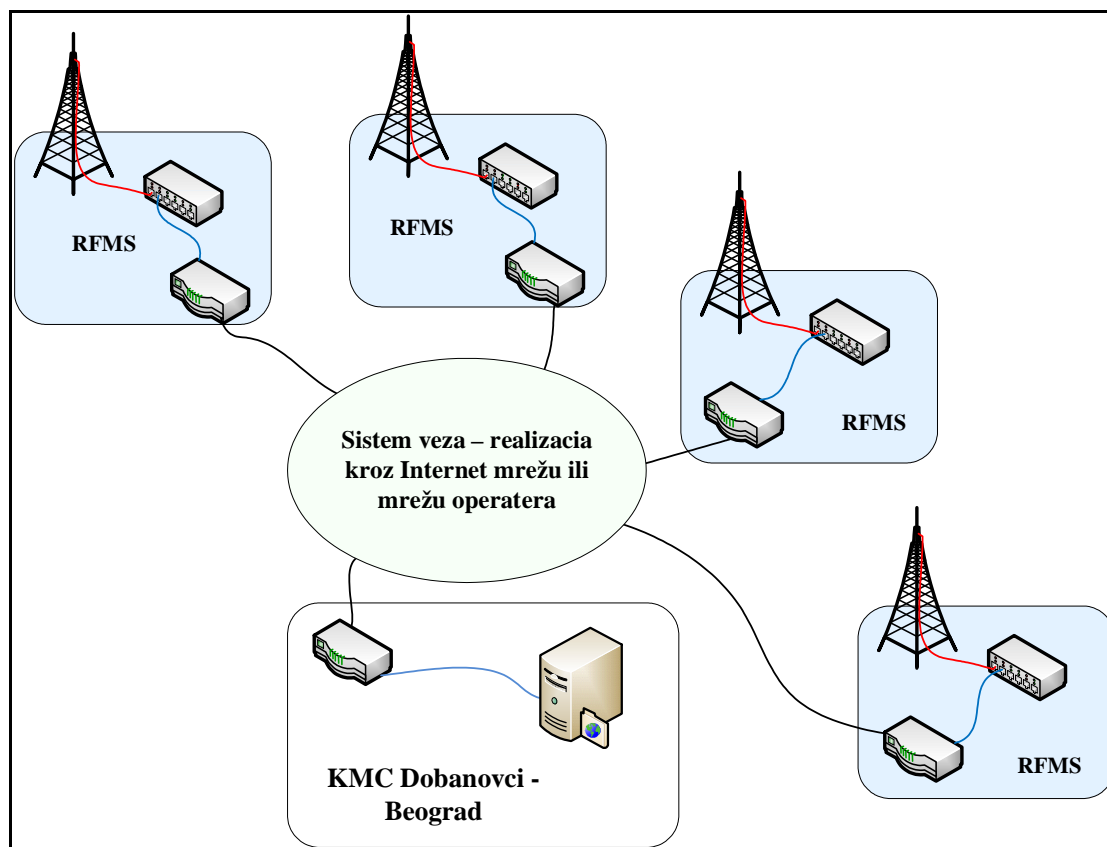 RFMS
RFMS
RFMS
Sistem veza – realizacia
kroz Internet mrežu ili
mrežu operatera
KMC Dobanovci -
Beograd
RFMS